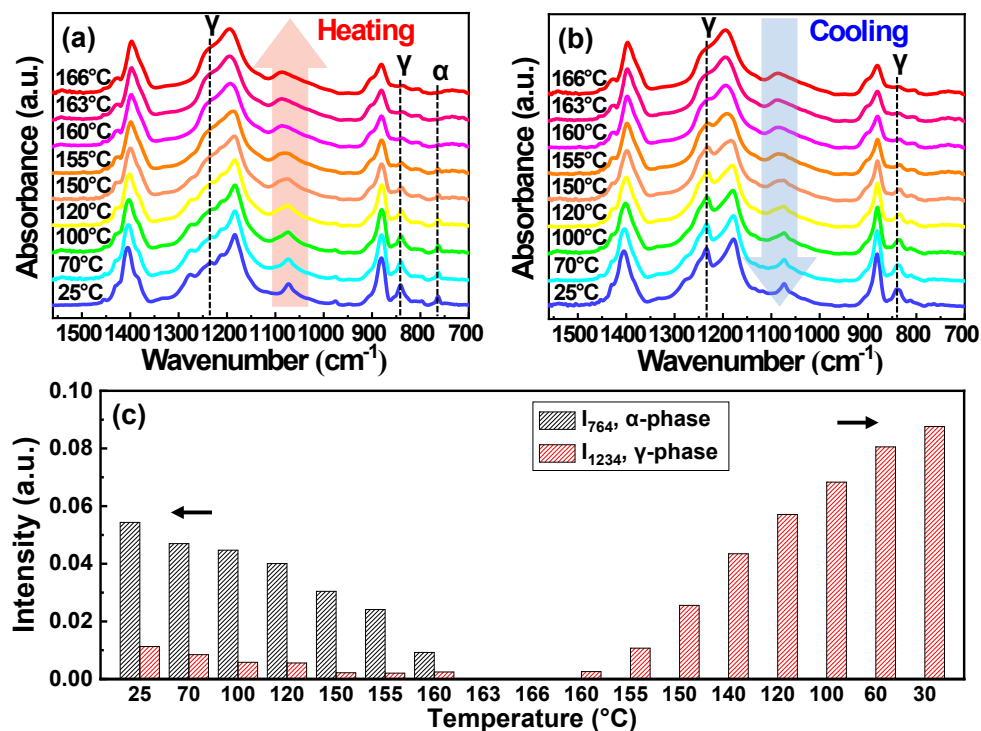 (a)
γ
Heating
γ
α
166°C
163°C
160°C
155°C
150°C
120°C
100°C
70°C
25°C
Absorbance (a.u.)
1500 1400 1300 1200 1100 1000 900 800 700
Wavenumber (cm⁻¹)
(b)
γ
Cooling
γ
166°C
163°C
160°C
155°C
150°C
120°C
100°C
70°C
25°C
Absorbance (a.u.)
1500 1400 1300 1200 1100 1000 900 800 700
Wavenumber (cm⁻¹)
(c)
I₇₆₄, α-phase
I₁₂₃₄, γ-phase
0.10
0.08
0.06
0.04
0.02
0.00
Intensity (a.u.)
25 70 100 120 150 155 160 163 166 160 155 150 140 120 100 60 30
Temperature (°C)